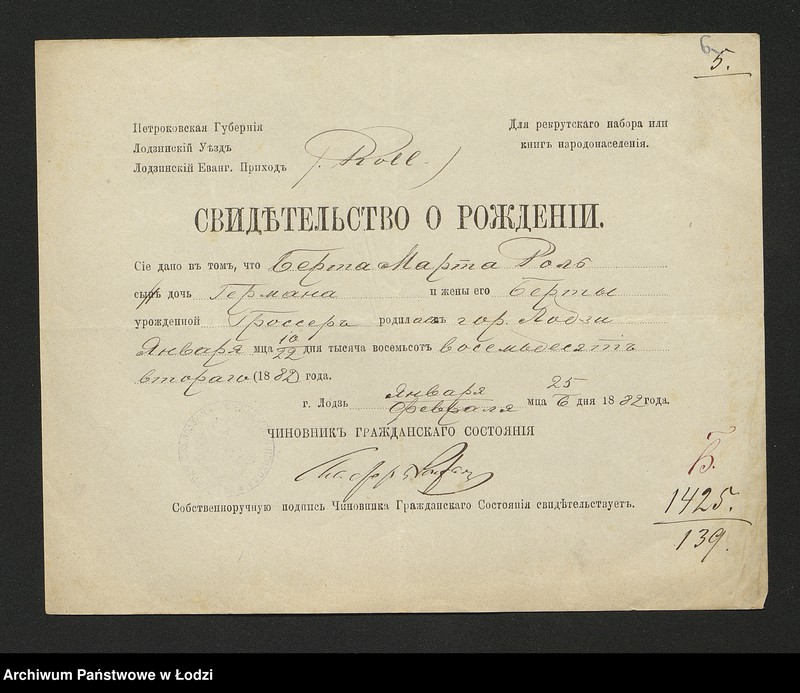 6
5.
Петроковская Губернія
Лодзинскій Уѣздъ
Лодзинскій Еванг. Приходъ
(Roll.)
Для рекрутскаго набора или
книгъ народонаселенія.
СВИДѢТЕЛЬСТВО О РОЖДЕНІИ.
Сіе дано въ томъ, что Берта Марта Роль
сынъ дочь Германа и жены его Берты
урожденной Гроссеръ родилась въ гор. Лодзи
Января 10/22 мца дня тысяча восемьсотъ восемьдесятъ
втораго (1882) года.
г. Лодзь Января/Февраля мца 25/6 дня 1882 года.
ЧИНОВНИКЪ ГРАЖДАНСКАГО СОСТОЯНІЯ
Собственноручную подпись Чиновника Гражданскаго Состоянія свидѣтельствуетъ.
Б.
1425.
139.
Archiwum Państwowe w Łodzi